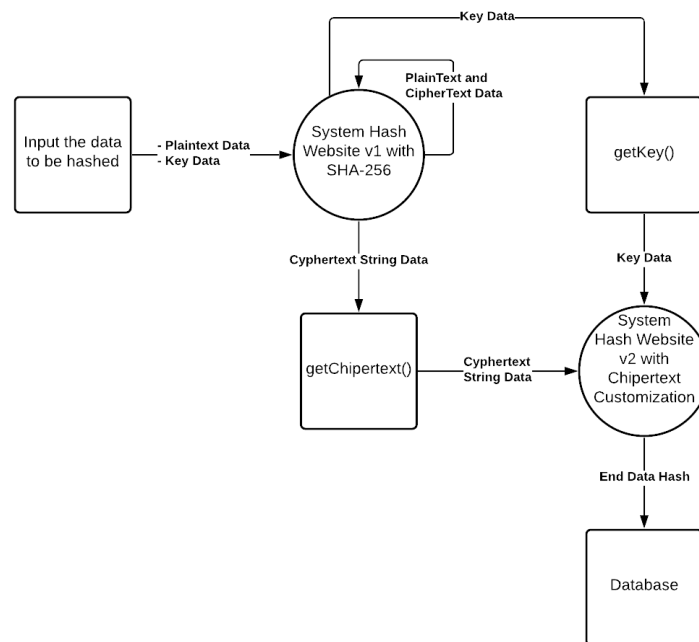 Key Data
PlainText and
CipherText Data
Input the data
to be hashed
- Plaintext Data
- Key Data
System Hash
Website v1 with
SHA-256
getKey()
Cyphertext String Data
Key Data
getChipertext()
Cyphertext
String Data
System
Hash Website
v2 with
Chipertext
Customization
End Data Hash
Database